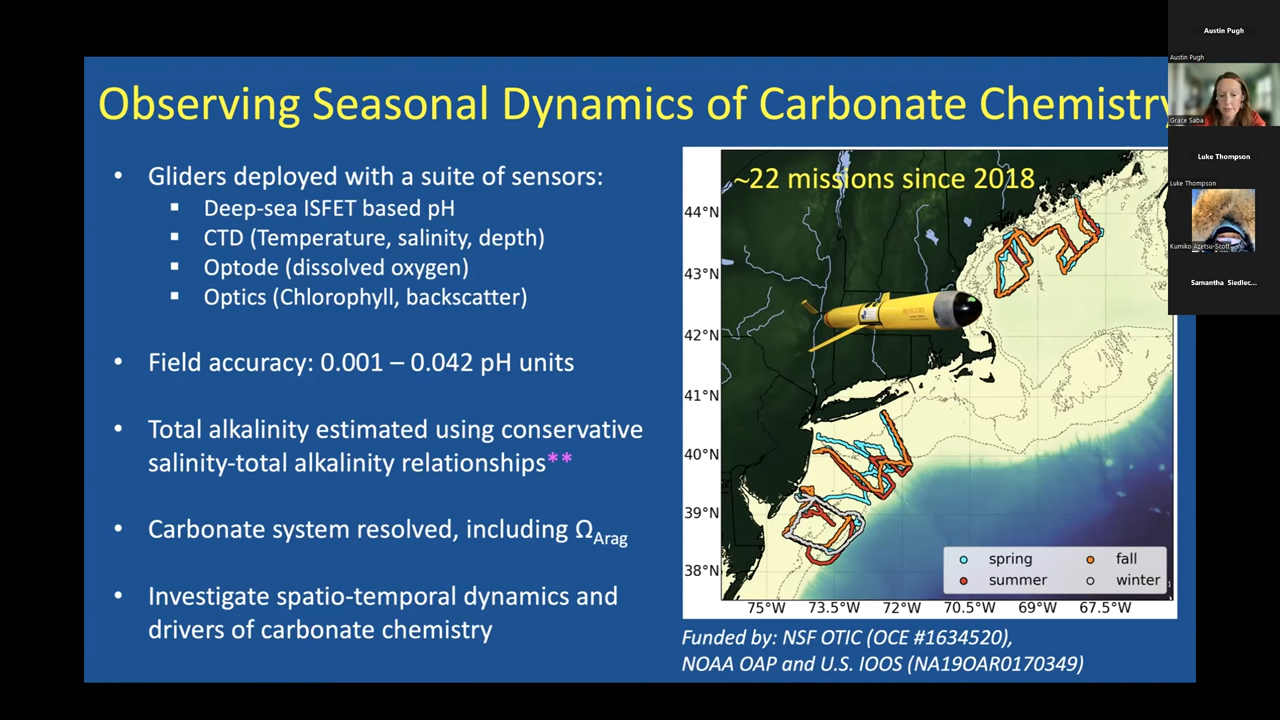 Observing Seasonal Dynamics of Carbonate Chemistry
• Gliders deployed with a suite of sensors:
▪ Deep-sea ISFET based pH
▪ CTD (Temperature, salinity, depth)
▪ Optode (dissolved oxygen)
▪ Optics (Chlorophyll, backscatter)
• Field accuracy: 0.001 – 0.042 pH units
• Total alkalinity estimated using conservative
salinity-total alkalinity relationships**
• Carbonate system resolved, including ΩArag
• Investigate spatio-temporal dynamics and
drivers of carbonate chemistry
~22 missions since 2018
44°N
43°N
42°N
41°N
40°N
39°N
38°N
75°W 73.5°W 72°W 70.5°W 69°W 67.5°W
spring fall
summer winter
Funded by: NSF OTIC (OCE #1634520),
NOAA OAP and U.S. IOOS (NA19OAR0170349)
Austin Pugh
Austin Pugh
Grace Saba
Luke Thompson
Luke Thompson
Kumiko Azetsu-Scott
Samantha Siedlec...